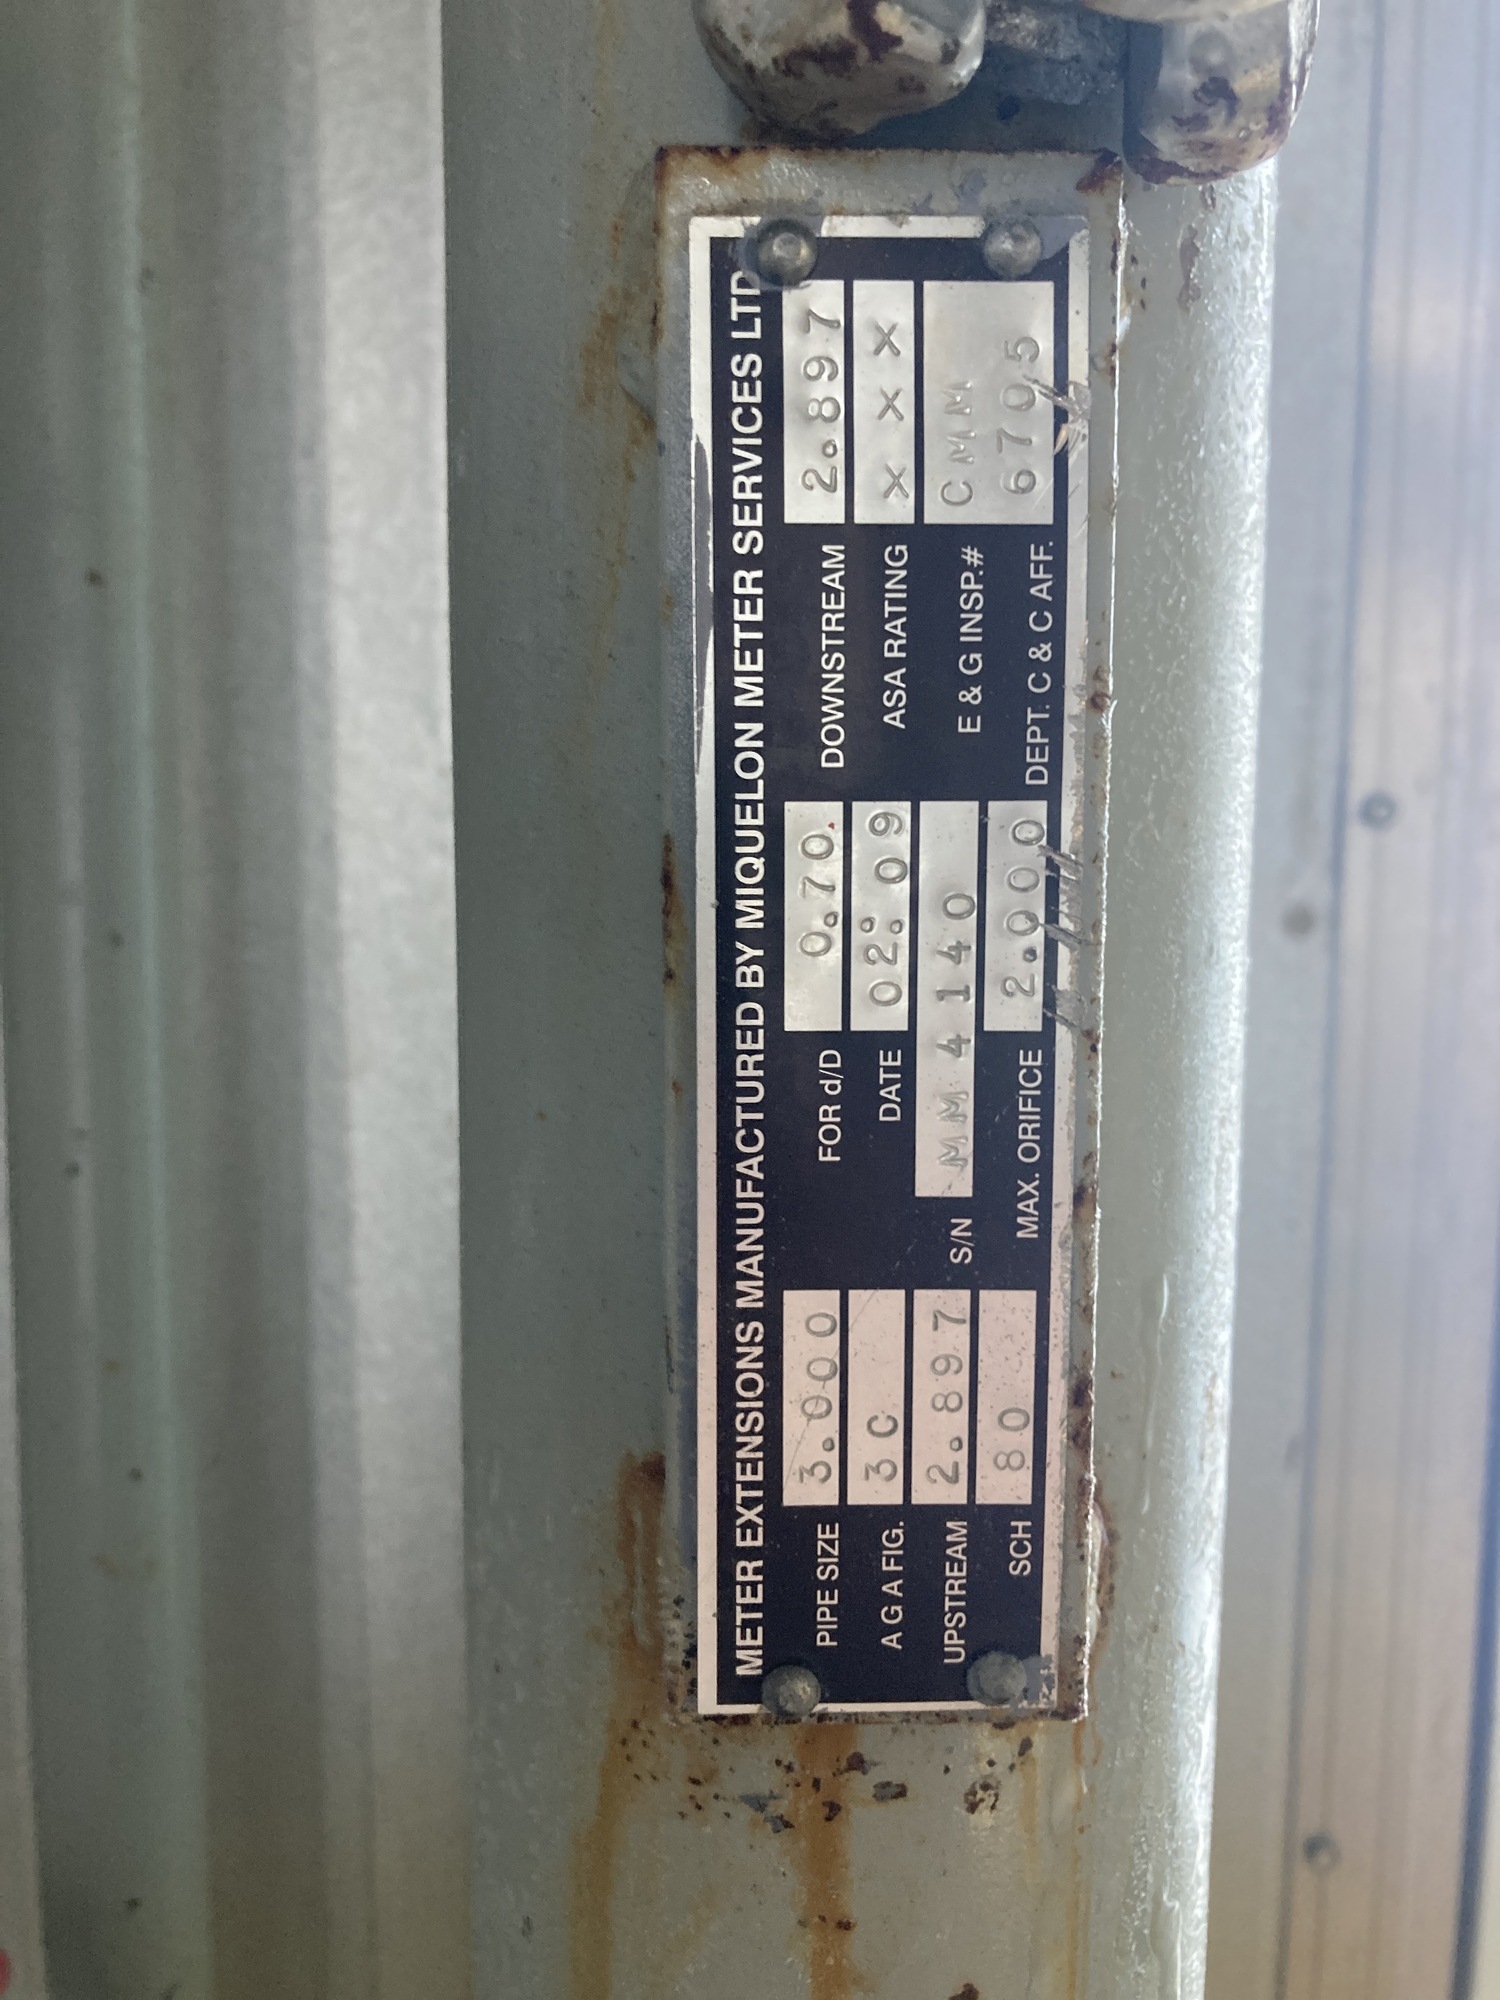 METER EXTENSIONS MANUFACTURED BY MIQUELON METER SERVICES LTD
PIPE SIZE 3.000 FOR d/D 0.70 DOWNSTREAM 2.897
A G A FIG. 3C DATE 02:09 ASA RATING X X X
UPSTREAM 2.897 S/N MM 4140 E & G INSP.# CMM
SCH 80 MAX. ORIFICE 2.000 DEPT. C & C AFF. 6705